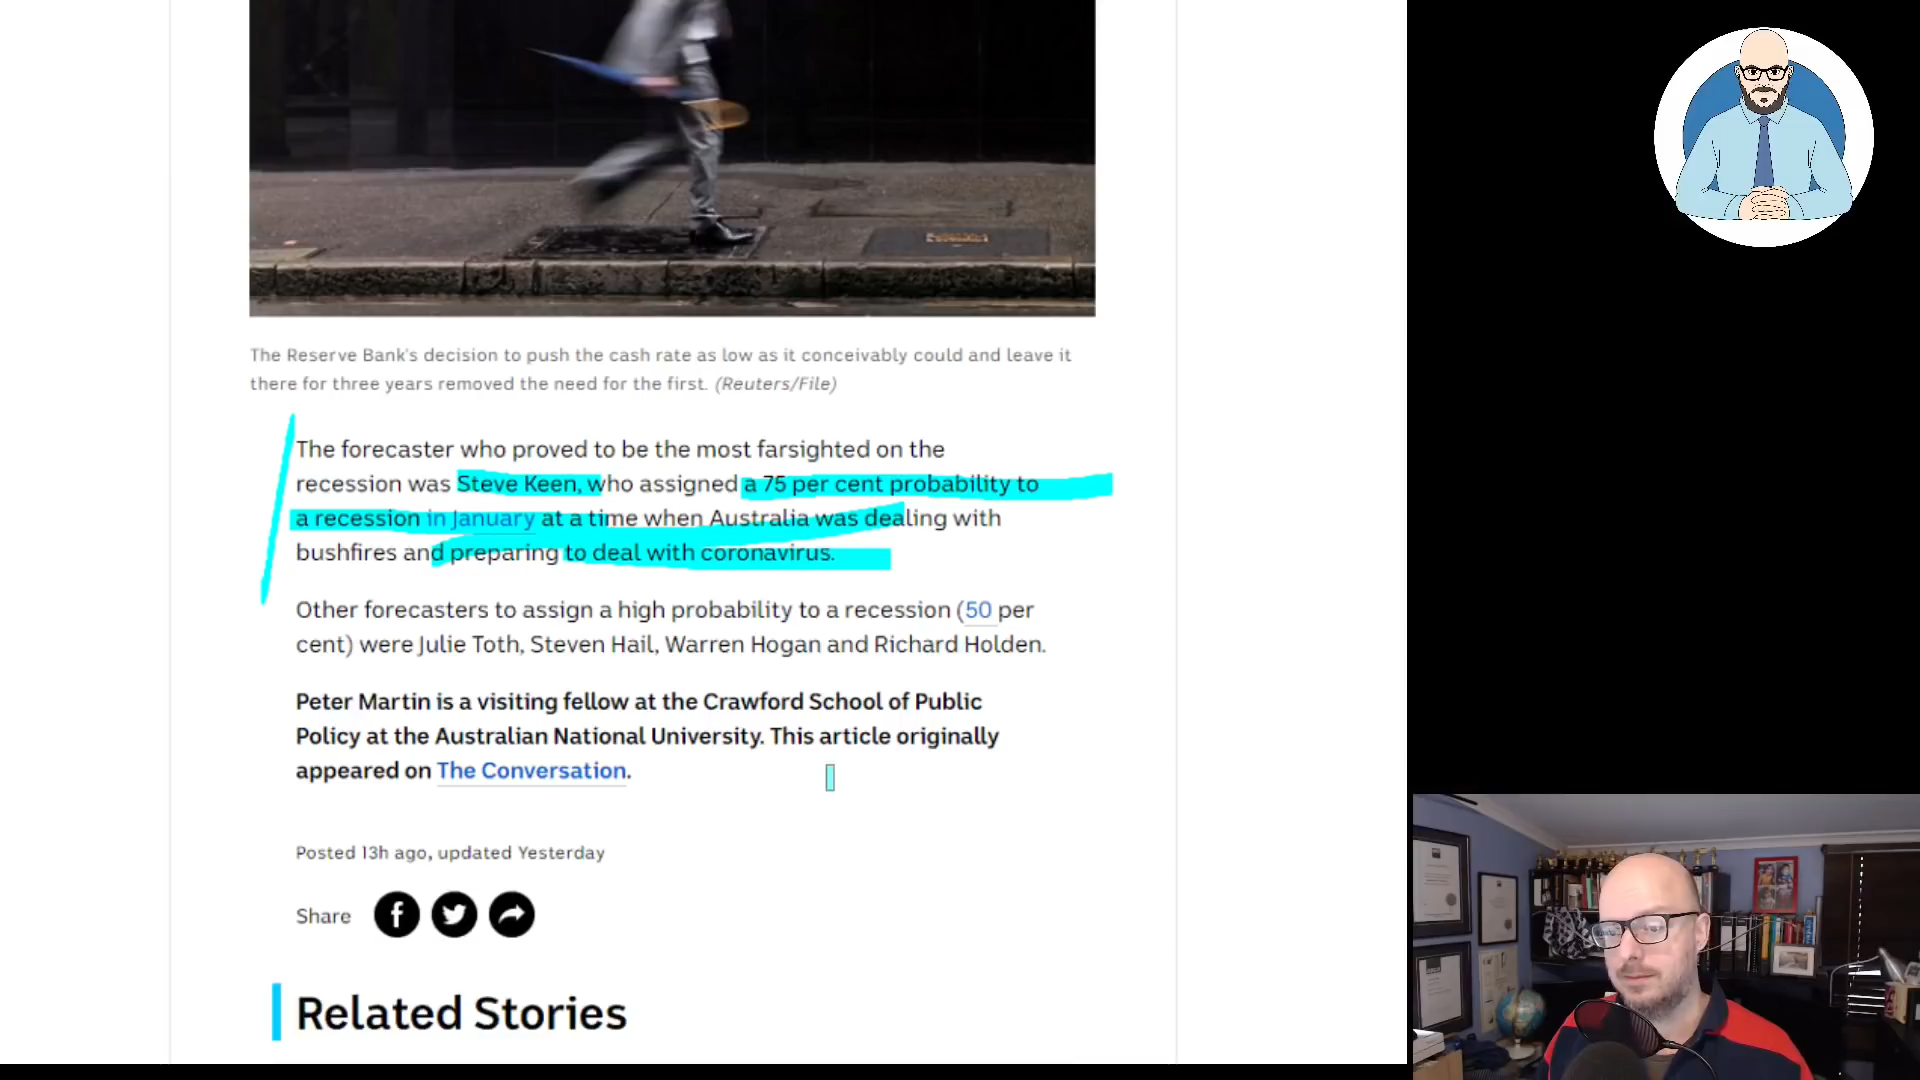 The Reserve Bank's decision to push the cash rate as low as it conceivably could and leave it
there for three years removed the need for the first. (Reuters/File)
The forecaster who proved to be the most farsighted on the
recession was Steve Keen, who assigned a 75 per cent probability to
a recession in January at a time when Australia was dealing with
bushfires and preparing to deal with coronavirus.
Other forecasters to assign a high probability to a recession (50 per
cent) were Julie Toth, Steven Hail, Warren Hogan and Richard Holden.
Peter Martin is a visiting fellow at the Crawford School of Public
Policy at the Australian National University. This article originally
appeared on The Conversation.
Posted 13h ago, updated Yesterday
Share
Related Stories